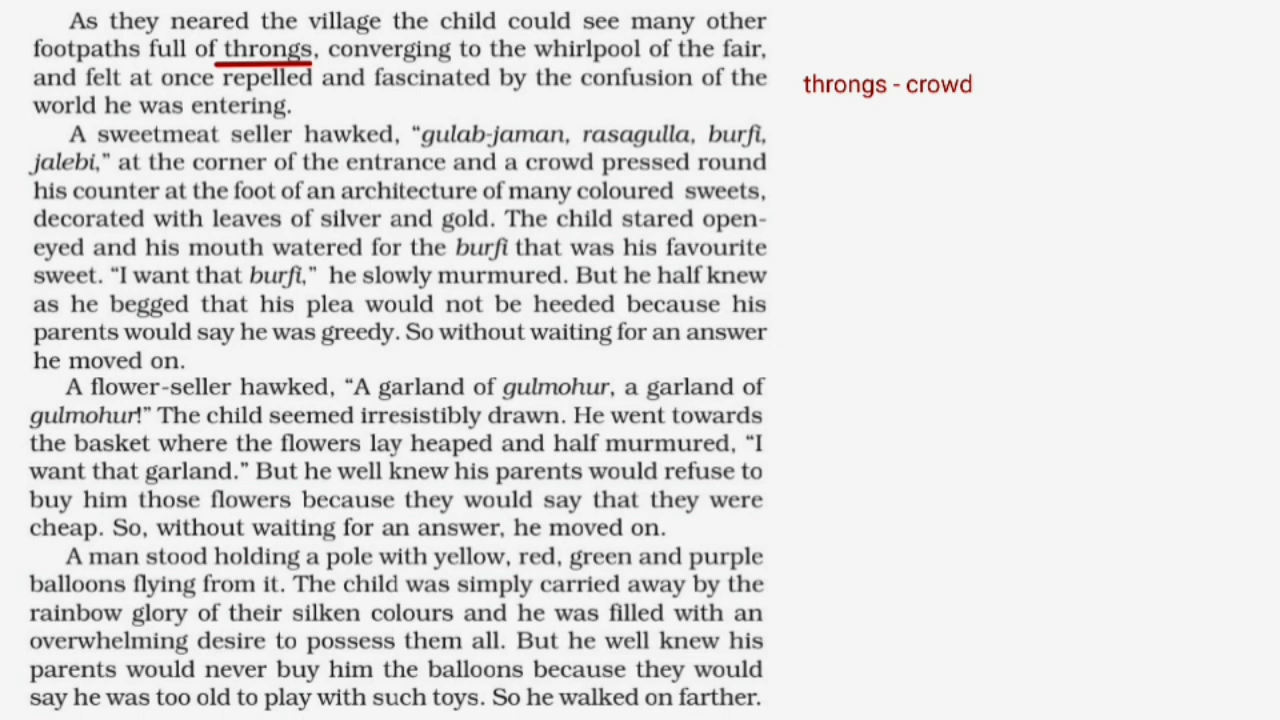 As they neared the village the child could see many other
footpaths full of throngs, converging to the whirlpool of the fair,
and felt at once repelled and fascinated by the confusion of the
world he was entering.
A sweetmeat seller hawked, “gulab-jaman, rasagulla, burfi,
jalebi,” at the corner of the entrance and a crowd pressed round
his counter at the foot of an architecture of many coloured sweets,
decorated with leaves of silver and gold. The child stared open-
eyed and his mouth watered for the burfi that was his favourite
sweet. “I want that burfi,” he slowly murmured. But he half knew
as he begged that his plea would not be heeded because his
parents would say he was greedy. So without waiting for an answer
he moved on.
A flower-seller hawked, “A garland of gulmohur, a garland of
gulmohur!” The child seemed irresistibly drawn. He went towards
the basket where the flowers lay heaped and half murmured, “I
want that garland.” But he well knew his parents would refuse to
buy him those flowers because they would say that they were
cheap. So, without waiting for an answer, he moved on.
A man stood holding a pole with yellow, red, green and purple
balloons flying from it. The child was simply carried away by the
rainbow glory of their silken colours and he was filled with an
overwhelming desire to possess them all. But he well knew his
parents would never buy him the balloons because they would
say he was too old to play with such toys. So he walked on farther.
throngs - crowd